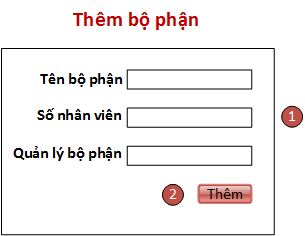 Thêm bộ phận
Tên bộ phận
Số nhân viên
1
Quản lý bộ phận
2 Thêm